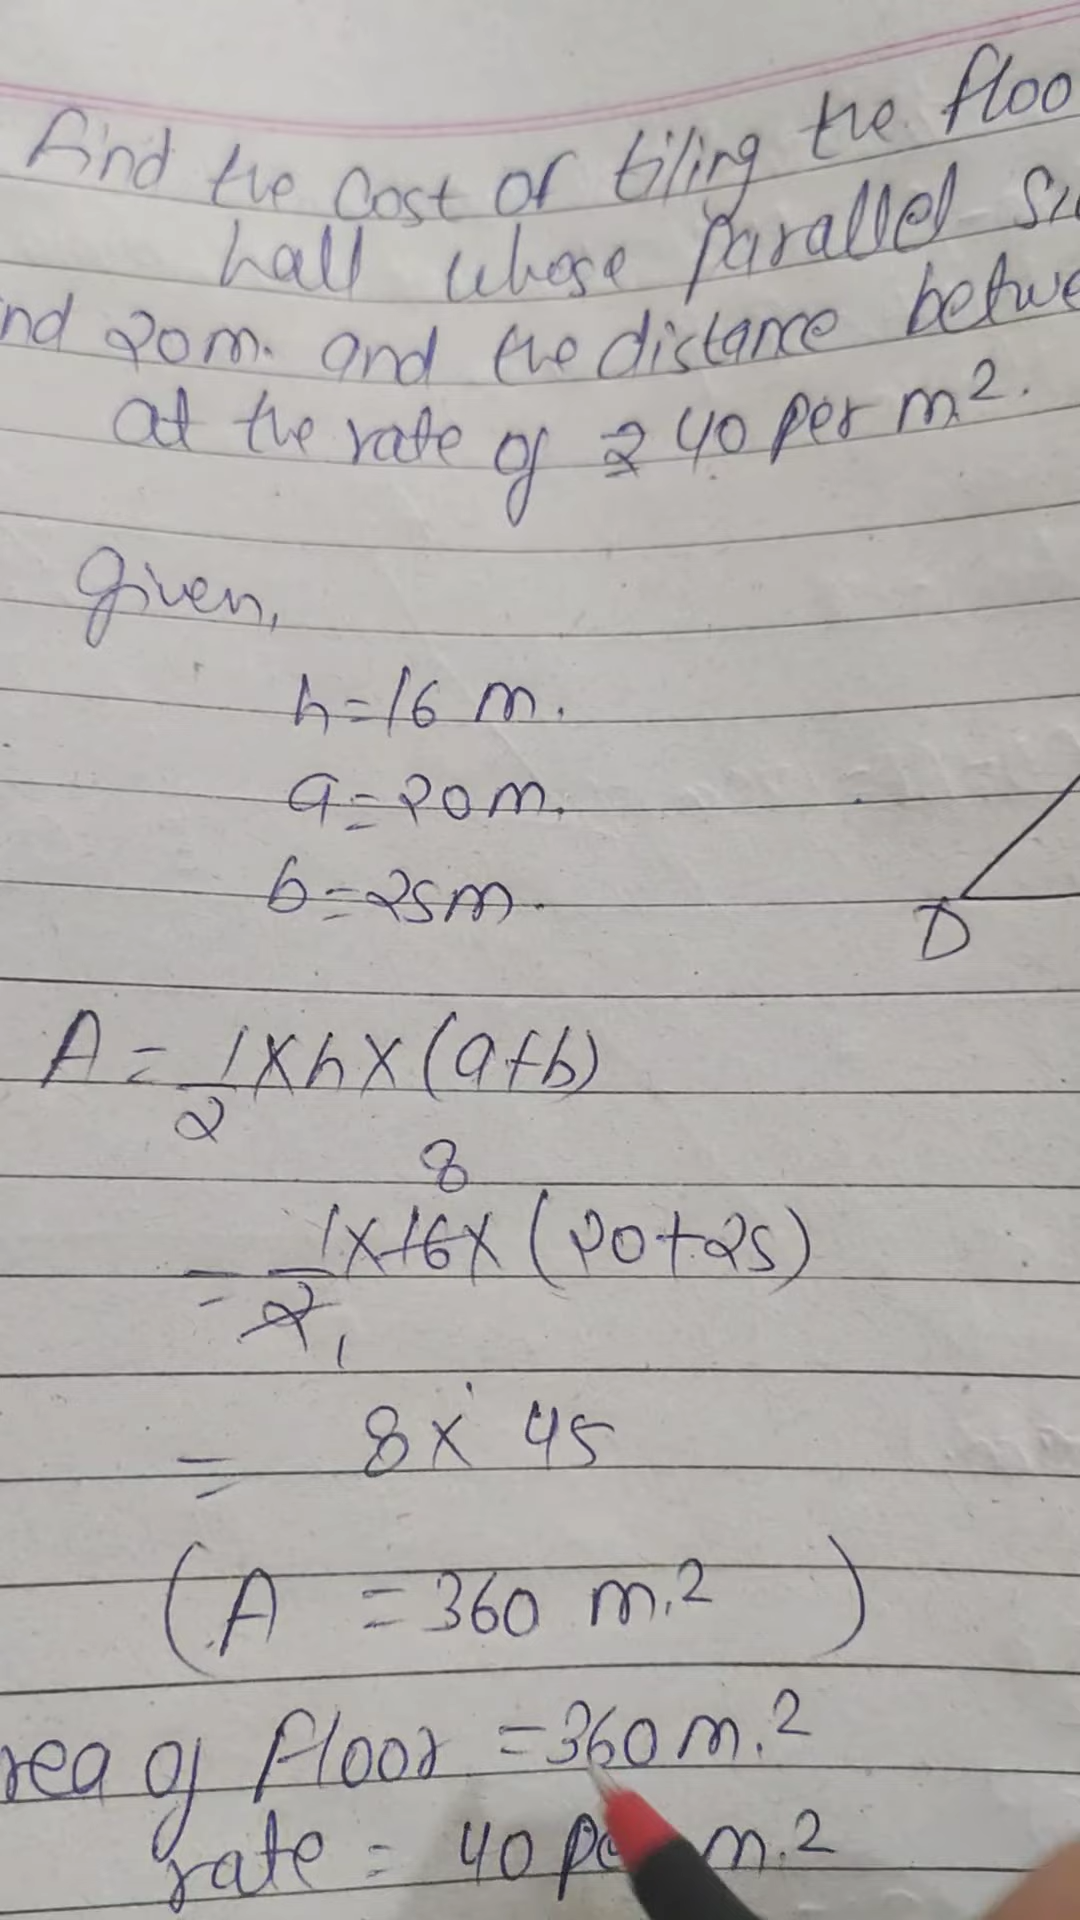 find the cost of tiling the floo
hall whose parallel si
nd 20m. and the distance betwe
at the rate of ₹ 40 per m.².
Given,
h=16 m.
a=20m.
b=25m.
D
A = 1/2 × h × (a+b)
8
= 1/2 × 16 × (20+25)
1
= 8 × 45
(A = 360 m.²)
rea of floor = 360 m.²
rate = 40 pe m.²